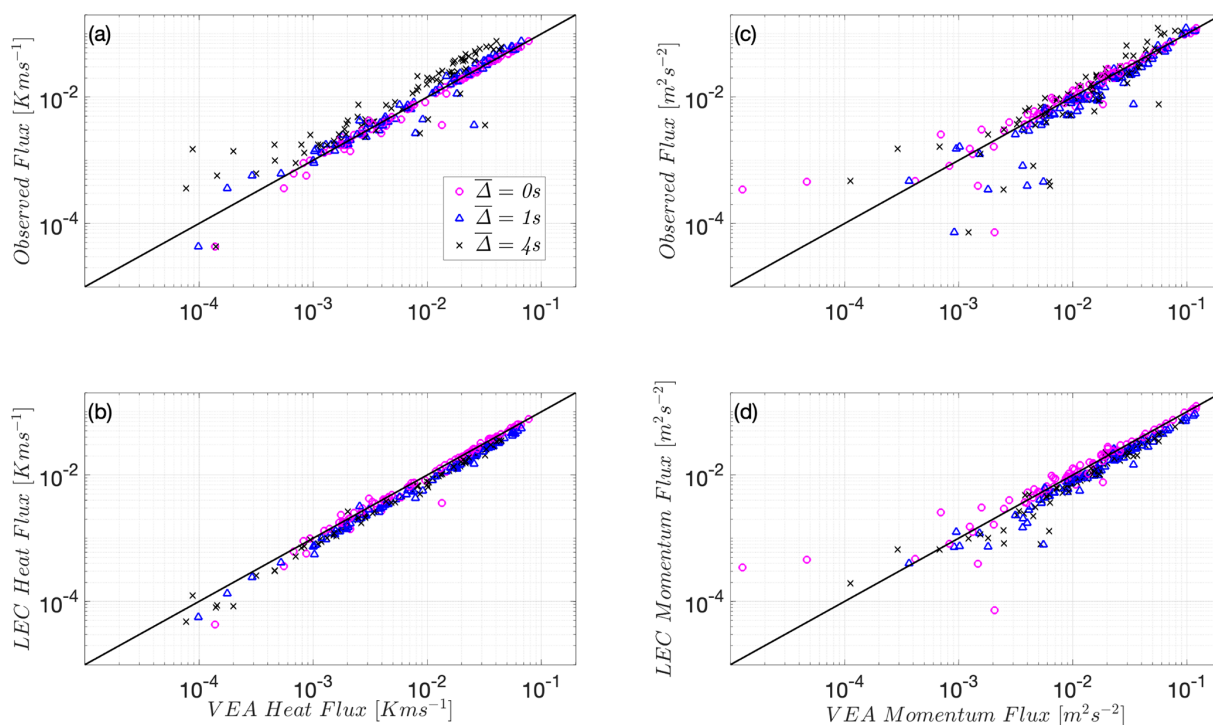 (a)
Observed Flux [Kms⁻¹]
10⁻²
10⁻⁴
10⁻⁴ 10⁻³ 10⁻² 10⁻¹
Δ̅ = 0s
Δ̅ = 1s
Δ̅ = 4s
(c)
Observed Flux [m²s⁻²]
10⁻²
10⁻⁴
10⁻⁴ 10⁻³ 10⁻² 10⁻¹
(b)
LEC Heat Flux [Kms⁻¹]
10⁻²
10⁻⁴
10⁻⁴ 10⁻³ 10⁻² 10⁻¹
VEA Heat Flux [Kms⁻¹]
(d)
LEC Momentum Flux [m²s⁻²]
10⁻²
10⁻⁴
10⁻⁴ 10⁻³ 10⁻² 10⁻¹
VEA Momentum Flux [m²s⁻²]